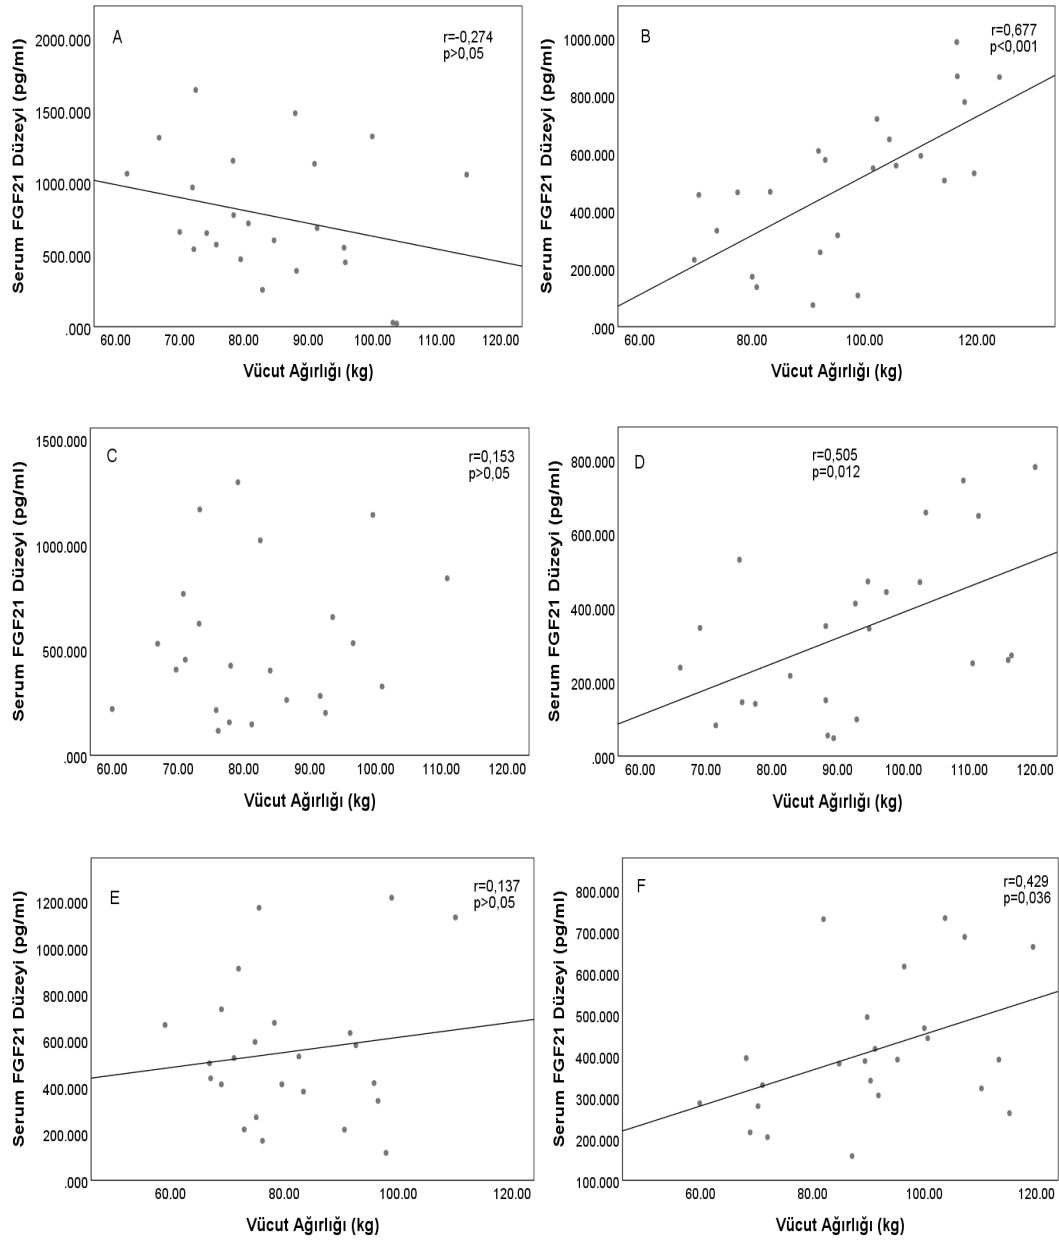 A
r=-0,274
p>0,05
Serum FGF21 Düzeyi (pg/ml)
2000.000
1500.000
1000.000
500.000
.000
60.00 70.00 80.00 90.00 100.00 110.00 120.00
Vücut Ağırlığı (kg)
B
r=0,677
p<0,001
Serum FGF21 Düzeyi (pg/ml)
1000.000
800.000
600.000
400.000
200.000
.000
60.00 80.00 100.00 120.00
Vücut Ağırlığı (kg)
C
r=0,153
p>0,05
Serum FGF21 Düzeyi (pg/ml)
1500.000
1000.000
500.000
.000
60.00 70.00 80.00 90.00 100.00 110.00 120.00
Vücut Ağırlığı (kg)
D
r=0,505
p=0,012
Serum FGF21 Düzeyi (pg/ml)
800.000
600.000
400.000
200.000
.000
60.00 70.00 80.00 90.00 100.00 110.00 120.00
Vücut Ağırlığı (kg)
E
r=0,137
p>0,05
Serum FGF21 Düzeyi (pg/ml)
1200.000
1000.000
800.000
600.000
400.000
200.000
.000
60.00 80.00 100.00 120.00
Vücut Ağırlığı (kg)
F
r=0,429
p=0,036
Serum FGF21 Düzeyi (pg/ml)
800.000
700.000
600.000
500.000
400.000
300.000
200.000
100.000
60.00 80.00 100.00 120.00
Vücut Ağırlığı (kg)